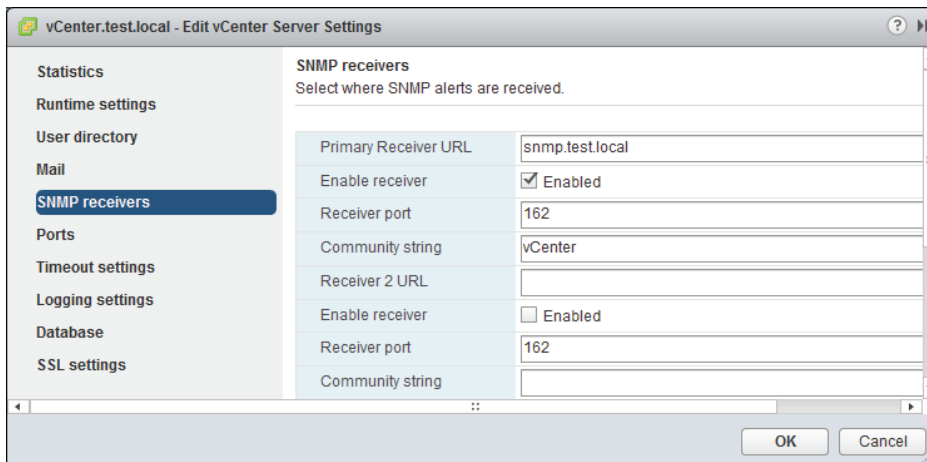 vCenter.test.local - Edit vCenter Server Settings
?
Statistics
Runtime settings
User directory
Mail
SNMP receivers
Ports
Timeout settings
Logging settings
Database
SSL settings
SNMP receivers
Select where SNMP alerts are received.
Primary Receiver URL snmp.test.local
Enable receiver Enabled
Receiver port 162
Community string vCenter
Receiver 2 URL
Enable receiver Enabled
Receiver port 162
Community string
OK Cancel